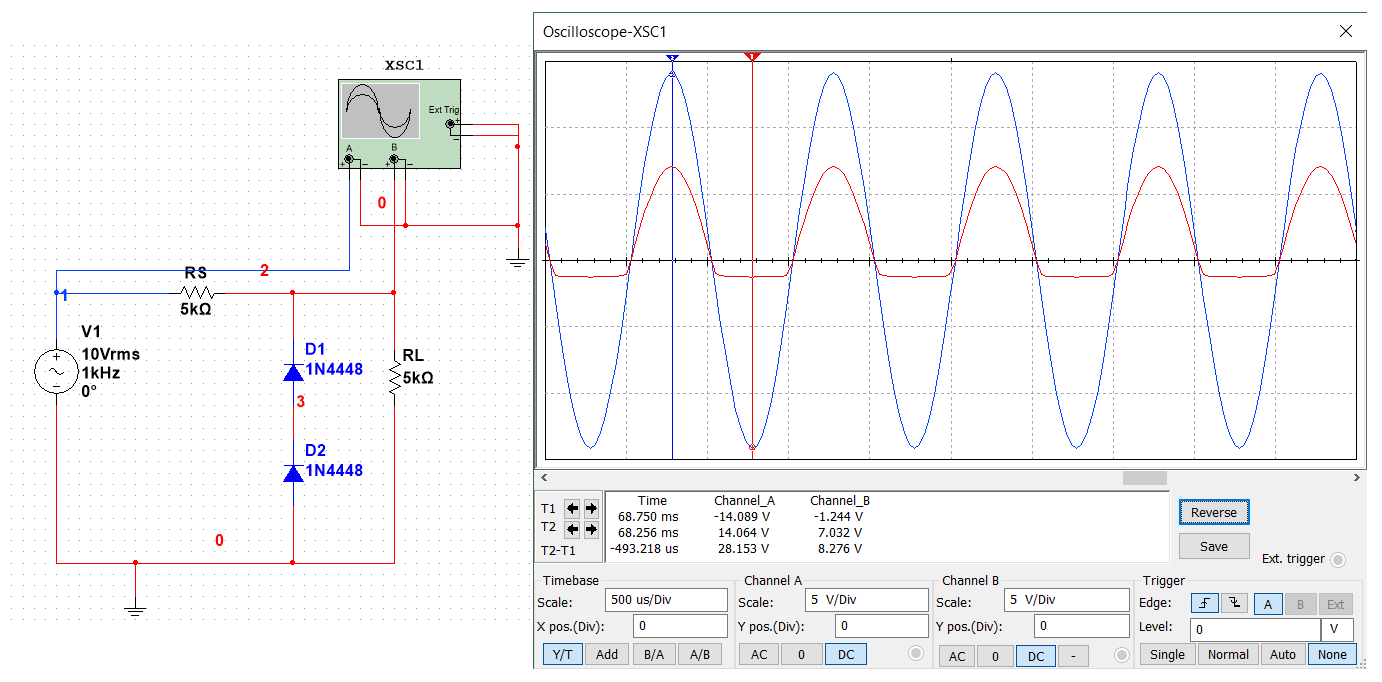 XSC1
Ext Trig
+
−
A
B
+ − + −
0
2
RS
5kΩ
1
V1
10Vrms
1kHz
0°
+
−
D1
1N4448
3
D2
1N4448
RL
5kΩ
0
Oscilloscope-XSC1
2 1
Time Channel_A Channel_B
T1 68.750 ms -14.089 V -1.244 V
T2 68.256 ms 14.064 V 7.032 V
T2-T1 -493.218 us 28.153 V 8.276 V
Reverse
Save
Ext. trigger
Timebase
Scale: 500 us/Div
X pos.(Div): 0
Y/T Add B/A A/B
Channel A
Scale: 5 V/Div
Y pos.(Div): 0
AC 0 DC
Channel B
Scale: 5 V/Div
Y pos.(Div): 0
AC 0 DC -
Trigger
Edge: A B Ext
Level: 0 V
Single Normal Auto None